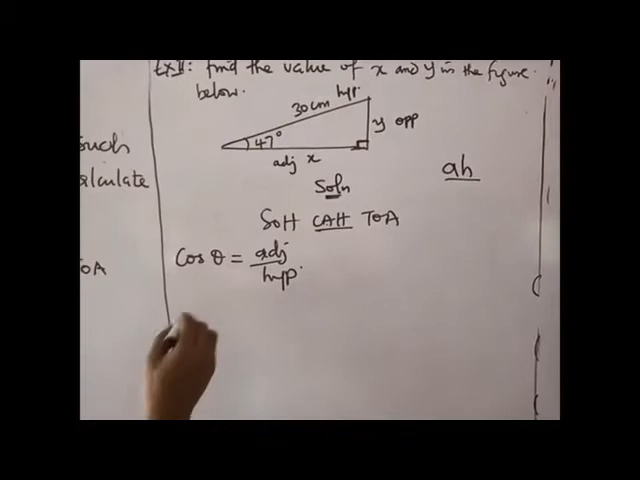 Ex II: find the value of x and y in the figure
below.
30cm hyp.
y opp
47°
adj x
ah
Soln
such
alculate
SOH CAH TOA
Cos θ = adj
hyp.
OA